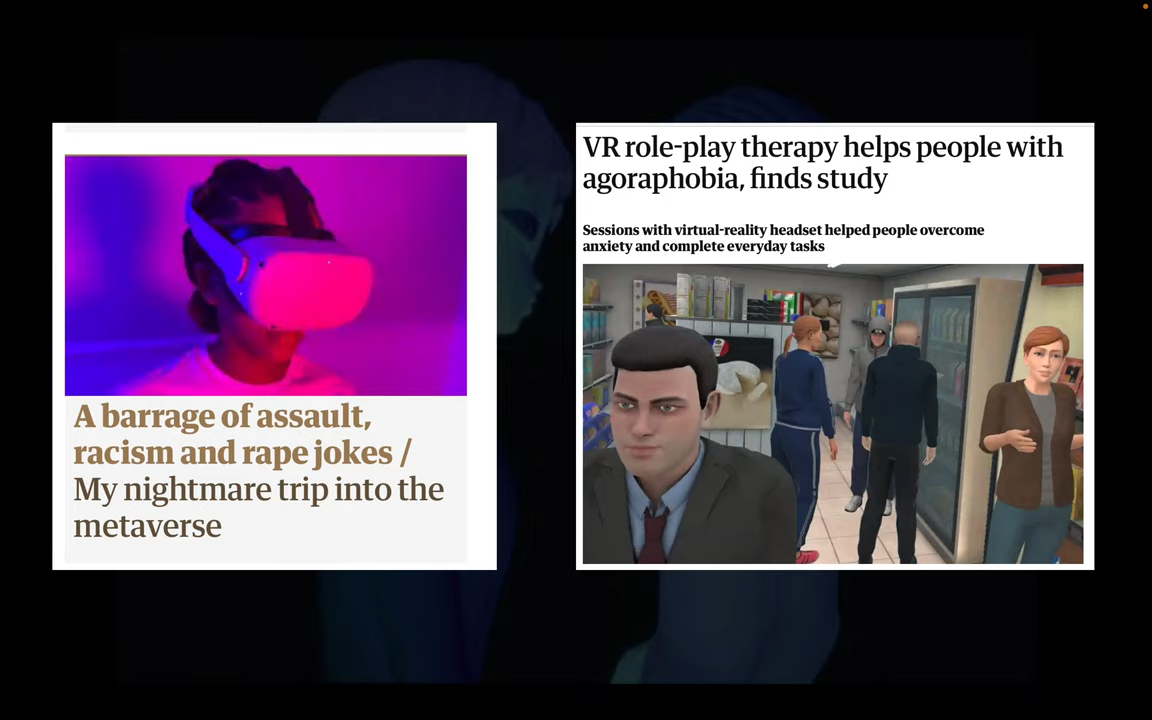 A barrage of assault,
racism and rape jokes /
My nightmare trip into the
metaverse
VR role-play therapy helps people with
agoraphobia, finds study
Sessions with virtual-reality headset helped people overcome
anxiety and complete everyday tasks